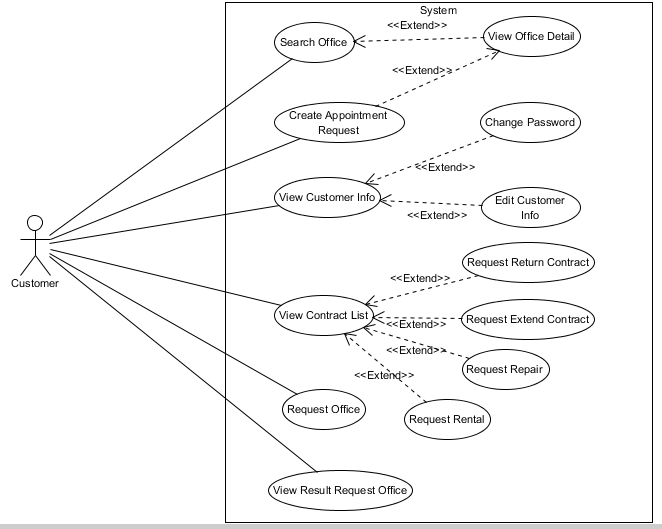 System
<<Extend>>
Search Office
View Office Detail
<<Extend>>
Create Appointment
Request
Change Password
<<Extend>>
View Customer Info
Edit Customer
Info
<<Extend>>
Customer
Request Return Contract
<<Extend>>
View Contract List
Request Extend Contract
<<Extend>>
<<Extend>>
Request Repair
<<Extend>>
Request Office
Request Rental
View Result Request Office